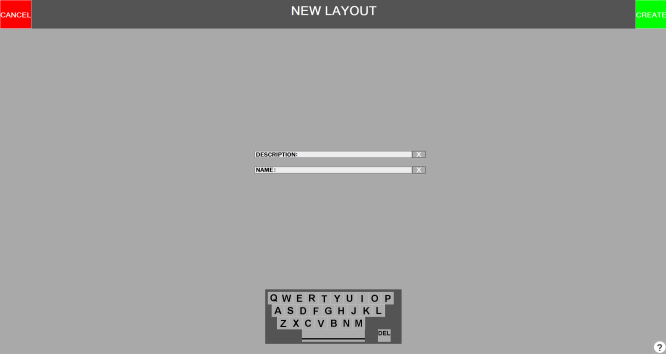 NEW LAYOUT
CANCEL
CREATE
DESCRIPTION:
X
NAME:
X
Q W E R T Y U I O P
A S D F G H J K L
Z X C V B N M
DEL
?